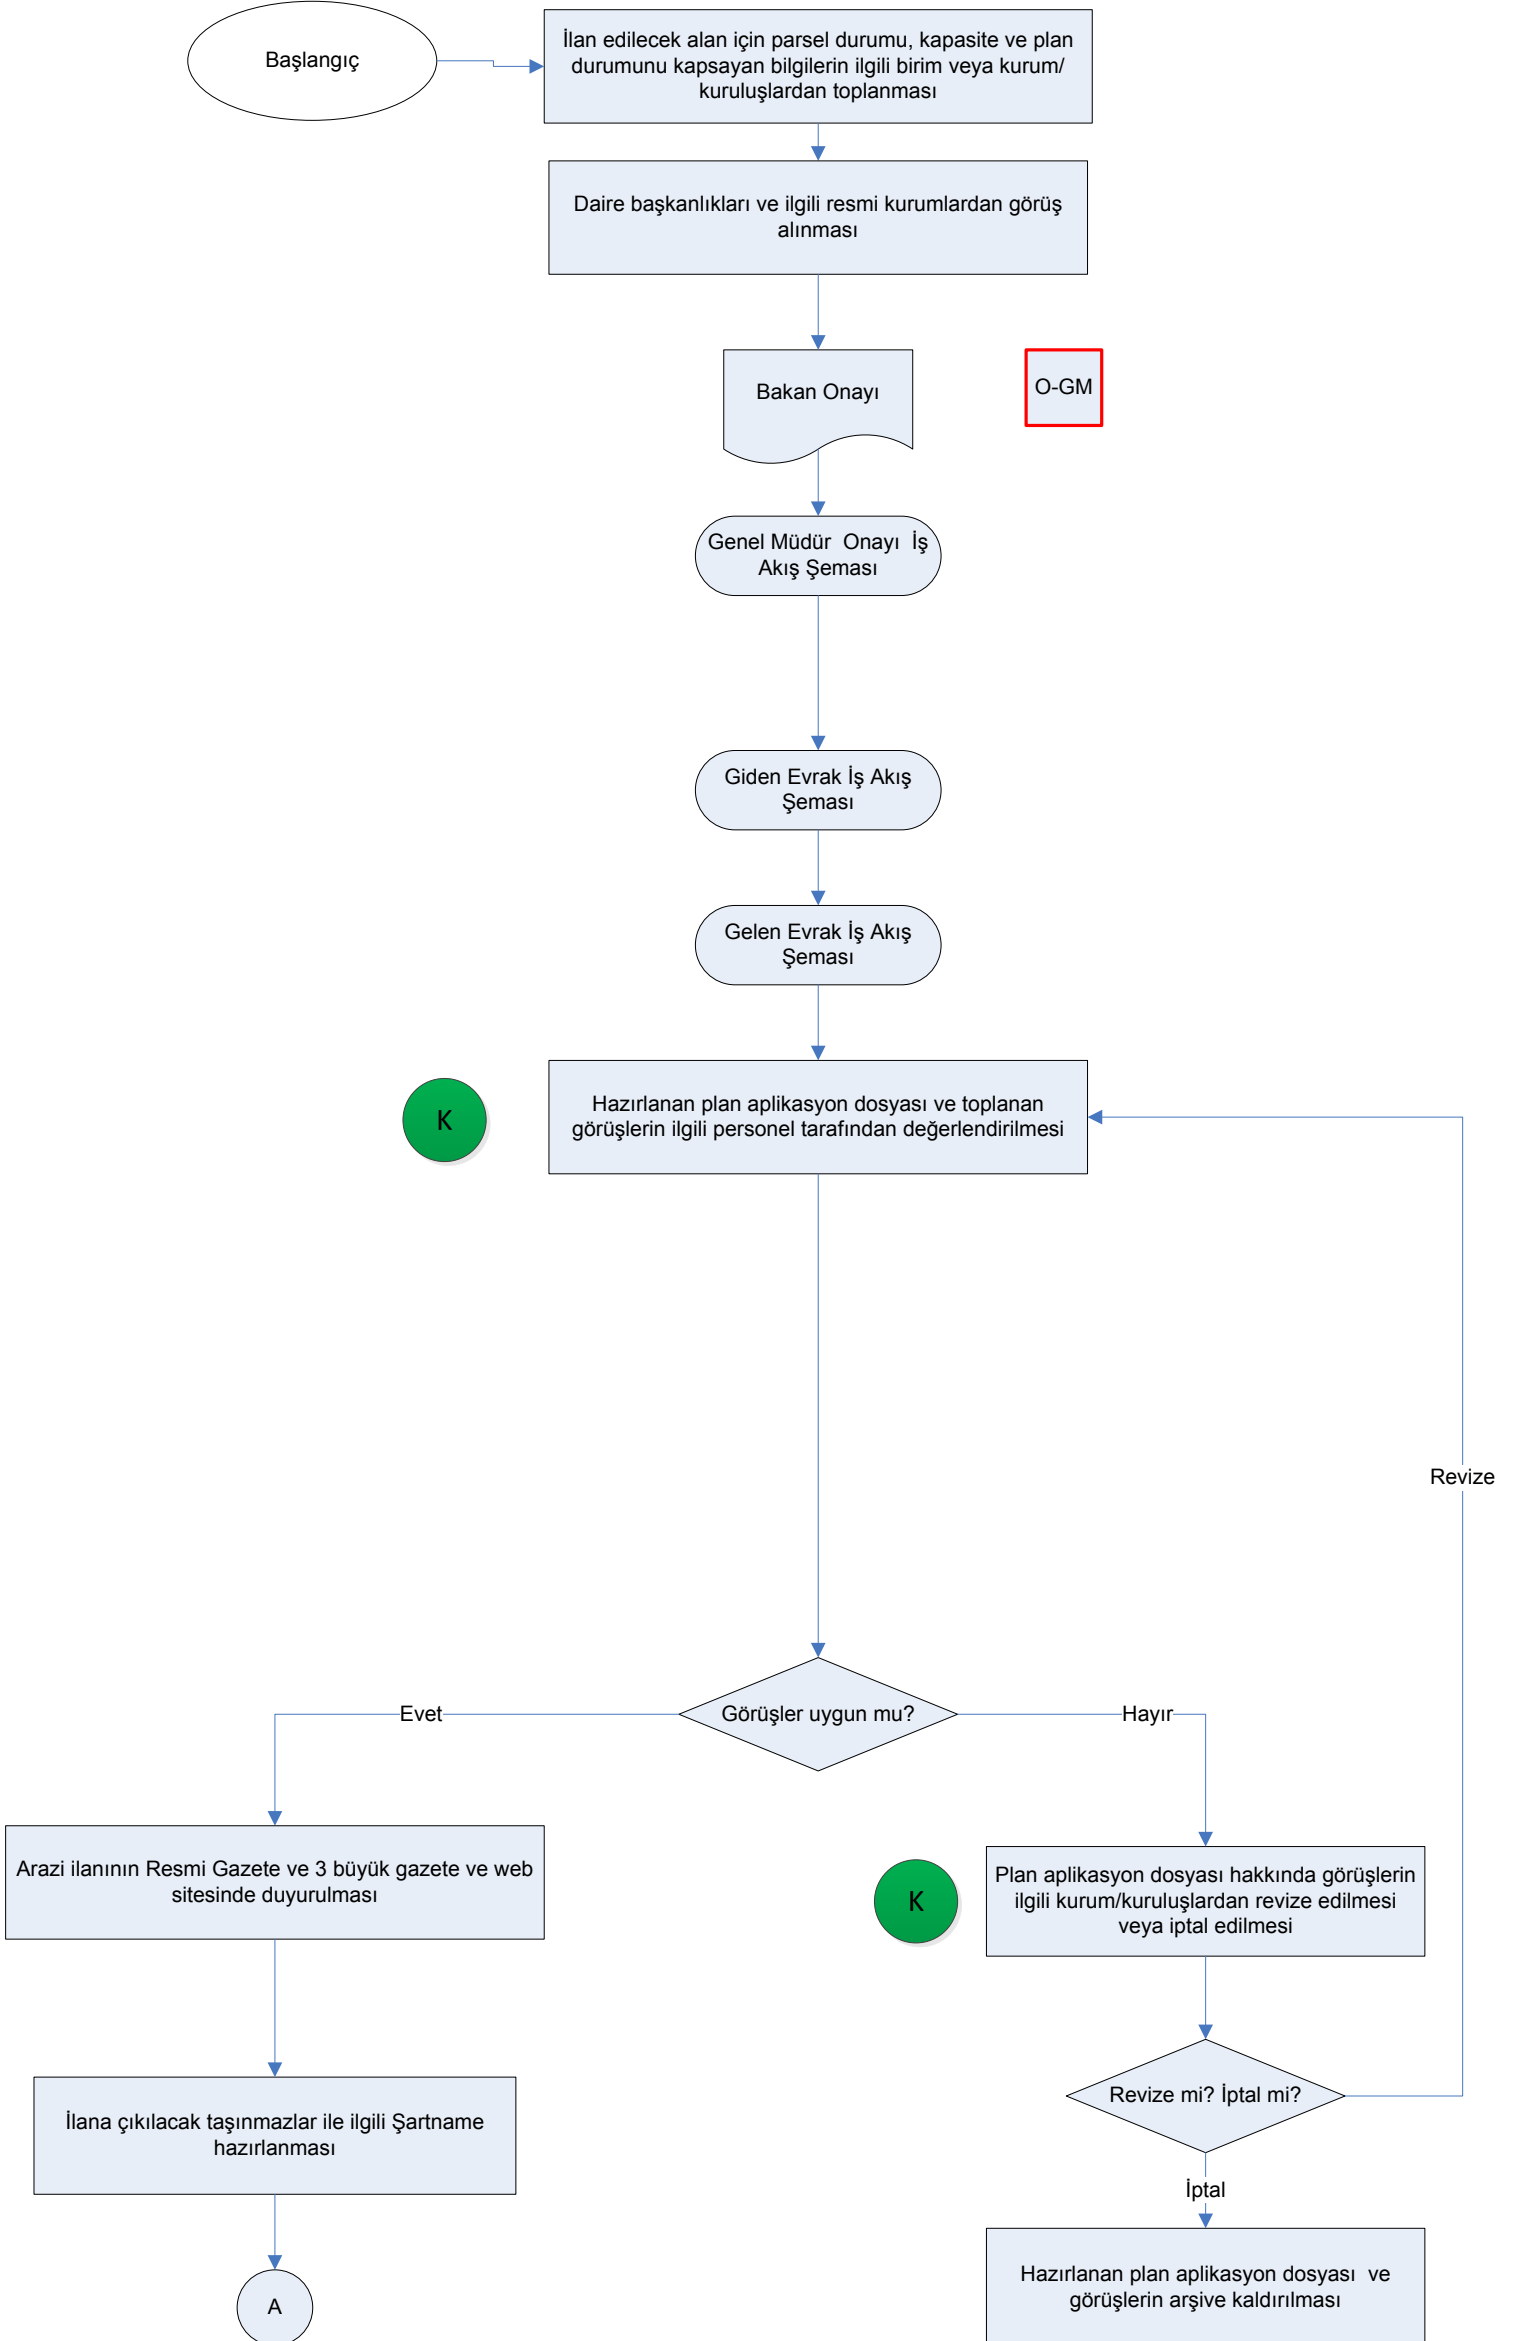 Başlangıç
İlan edilecek alan için parsel durumu, kapasite ve plan
durumunu kapsayan bilgilerin ilgili birim veya kurum/
kuruluşlardan toplanması
Daire başkanlıkları ve ilgili resmi kurumlardan görüş
alınması
Bakan Onayı
O-GM
Genel Müdür Onayı İş
Akış Şeması
Giden Evrak İş Akış
Şeması
Gelen Evrak İş Akış
Şeması
K
Hazırlanan plan aplikasyon dosyası ve toplanan
görüşlerin ilgili personel tarafından değerlendirilmesi
Revize
Evet
Görüşler uygun mu?
Hayır
Arazi ilanının Resmi Gazete ve 3 büyük gazete ve web
sitesinde duyurulması
K
Plan aplikasyon dosyası hakkında görüşlerin
ilgili kurum/kuruluşlardan revize edilmesi
veya iptal edilmesi
İlana çıkılacak taşınmazlar ile ilgili Şartname
hazırlanması
Revize mi? İptal mi?
İptal
A
Hazırlanan plan aplikasyon dosyası ve
görüşlerin arşive kaldırılması